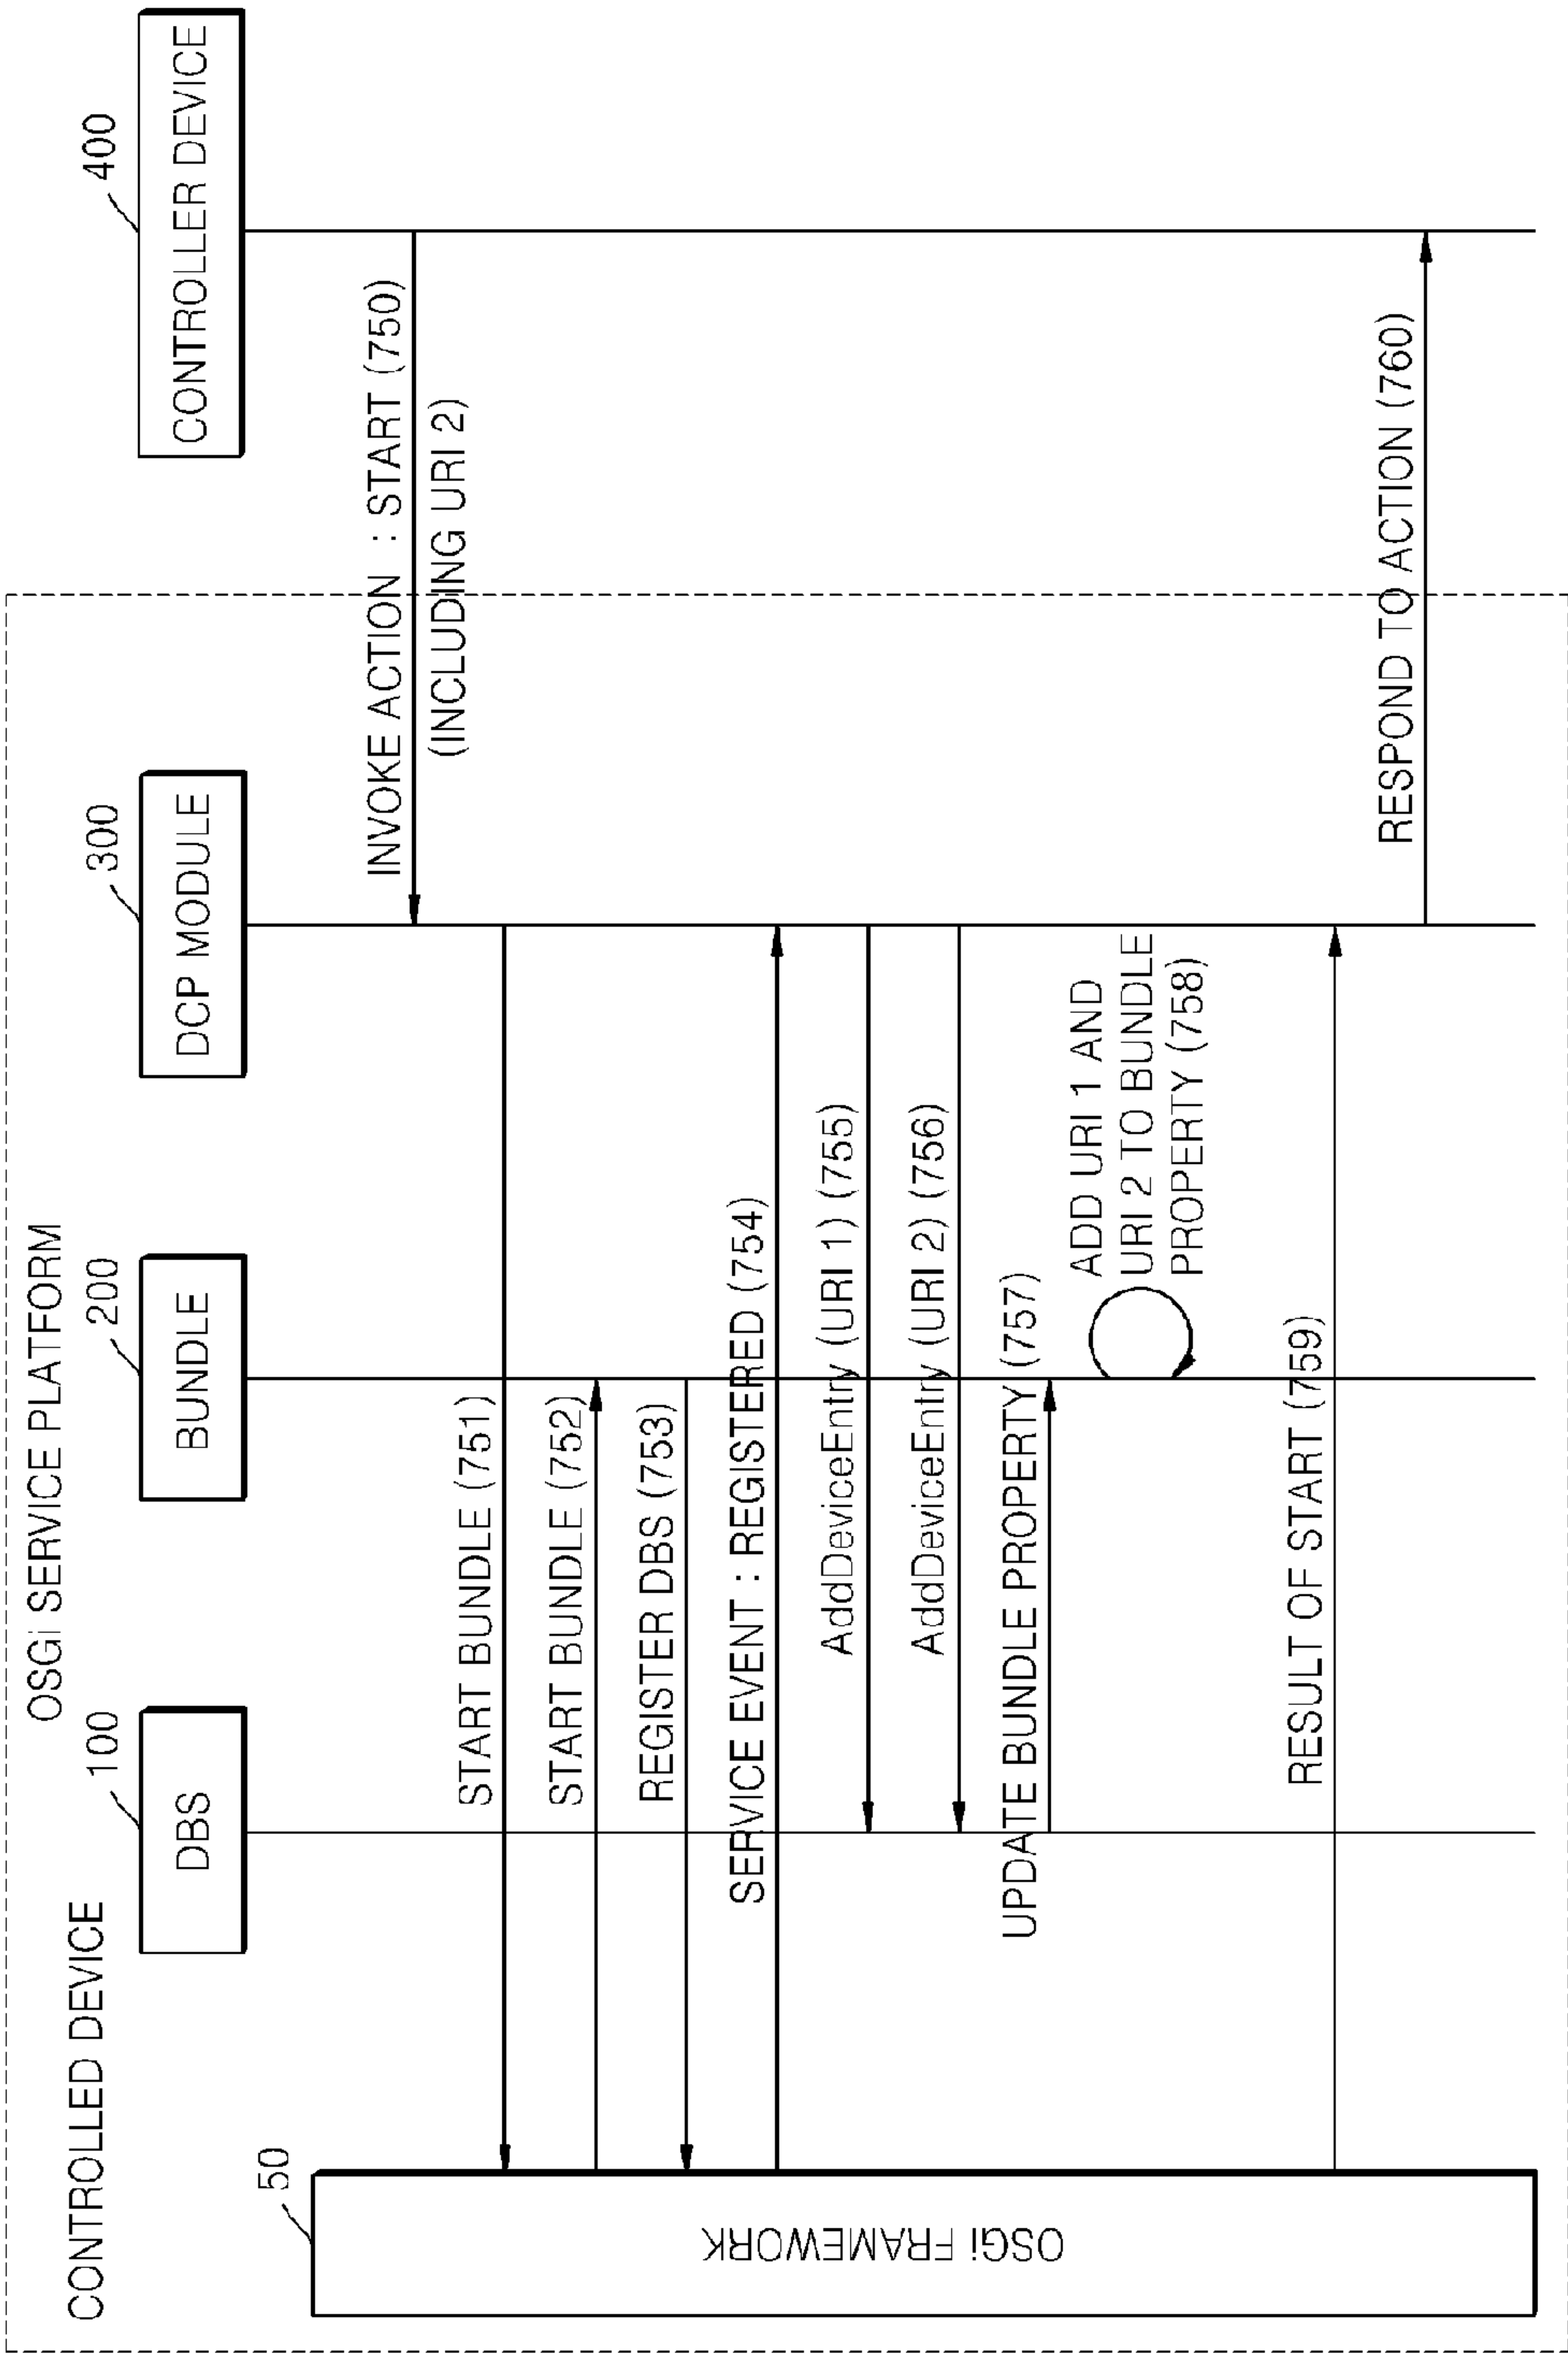 OSGi SERVICE PLATFORM
CONTROLLED DEVICE
50
100
200
300
400
DBS
BUNDLE
DCP MODULE
CONTROLLER DEVICE
OSGi FRAMEWORK
INVOKE ACTION : START (750)
(INCLUDING URI 2)
START BUNDLE (751)
START BUNDLE (752)
REGISTER DBS (753)
SERVICE EVENT : REGISTERED (754)
AddDeviceEntry (URI 1) (755)
AddDeviceEntry (URI 2) (756)
UPDATE BUNDLE PROPERTY (757)
ADD URI 1 AND
URI 2 TO BUNDLE
PROPERTY (758)
RESULT OF START (759)
RESPOND TO ACTION (760)